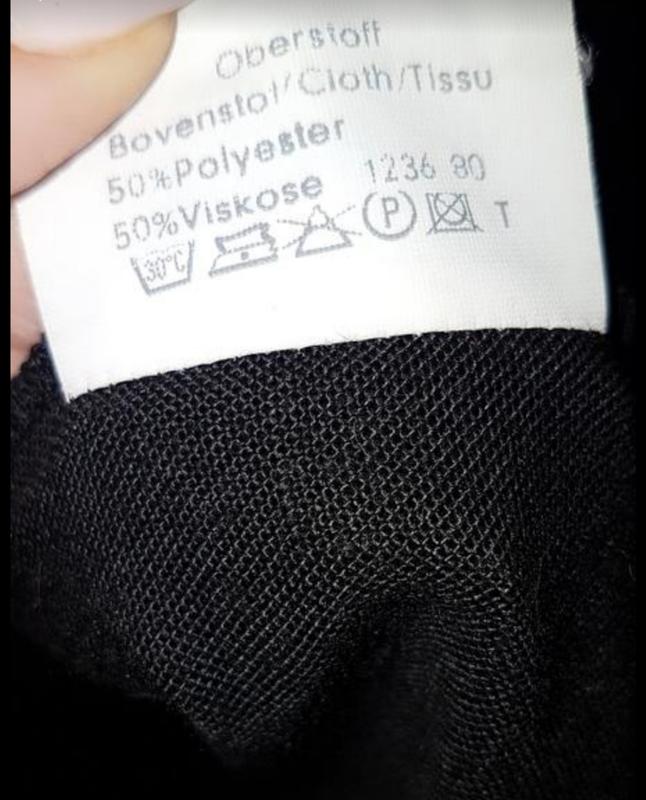 Oberstoff
Bovenstof/Cloth/Tissu
50%Polyester
50%Viskose 1236 80
30°C P T